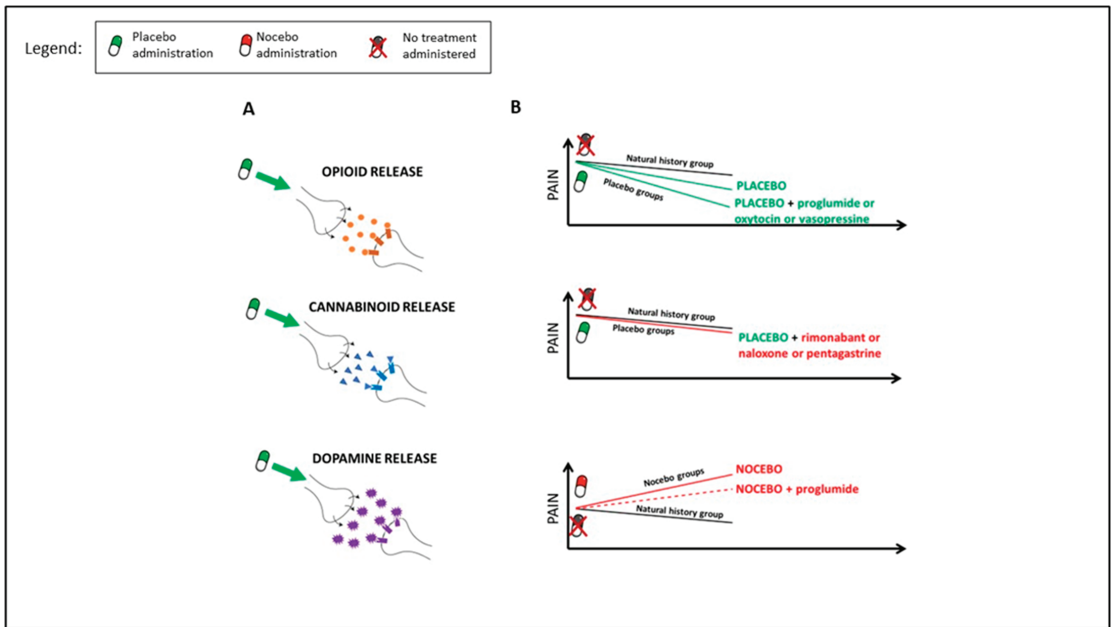 Legend:
Placebo
administration
Nocebo
administration
No treatment
administered
A
B
OPIOID RELEASE
CANNABINOID RELEASE
DOPAMINE RELEASE
PAIN
Natural history group
Placebo groups
PLACEBO
PLACEBO + proglumide or
oxytocin or vasopressine
PAIN
Natural history group
Placebo groups
PLACEBO + rimonabant or
naloxone or pentagastrine
PAIN
Nocebo groups
NOCEBO
NOCEBO + proglumide
Natural history group